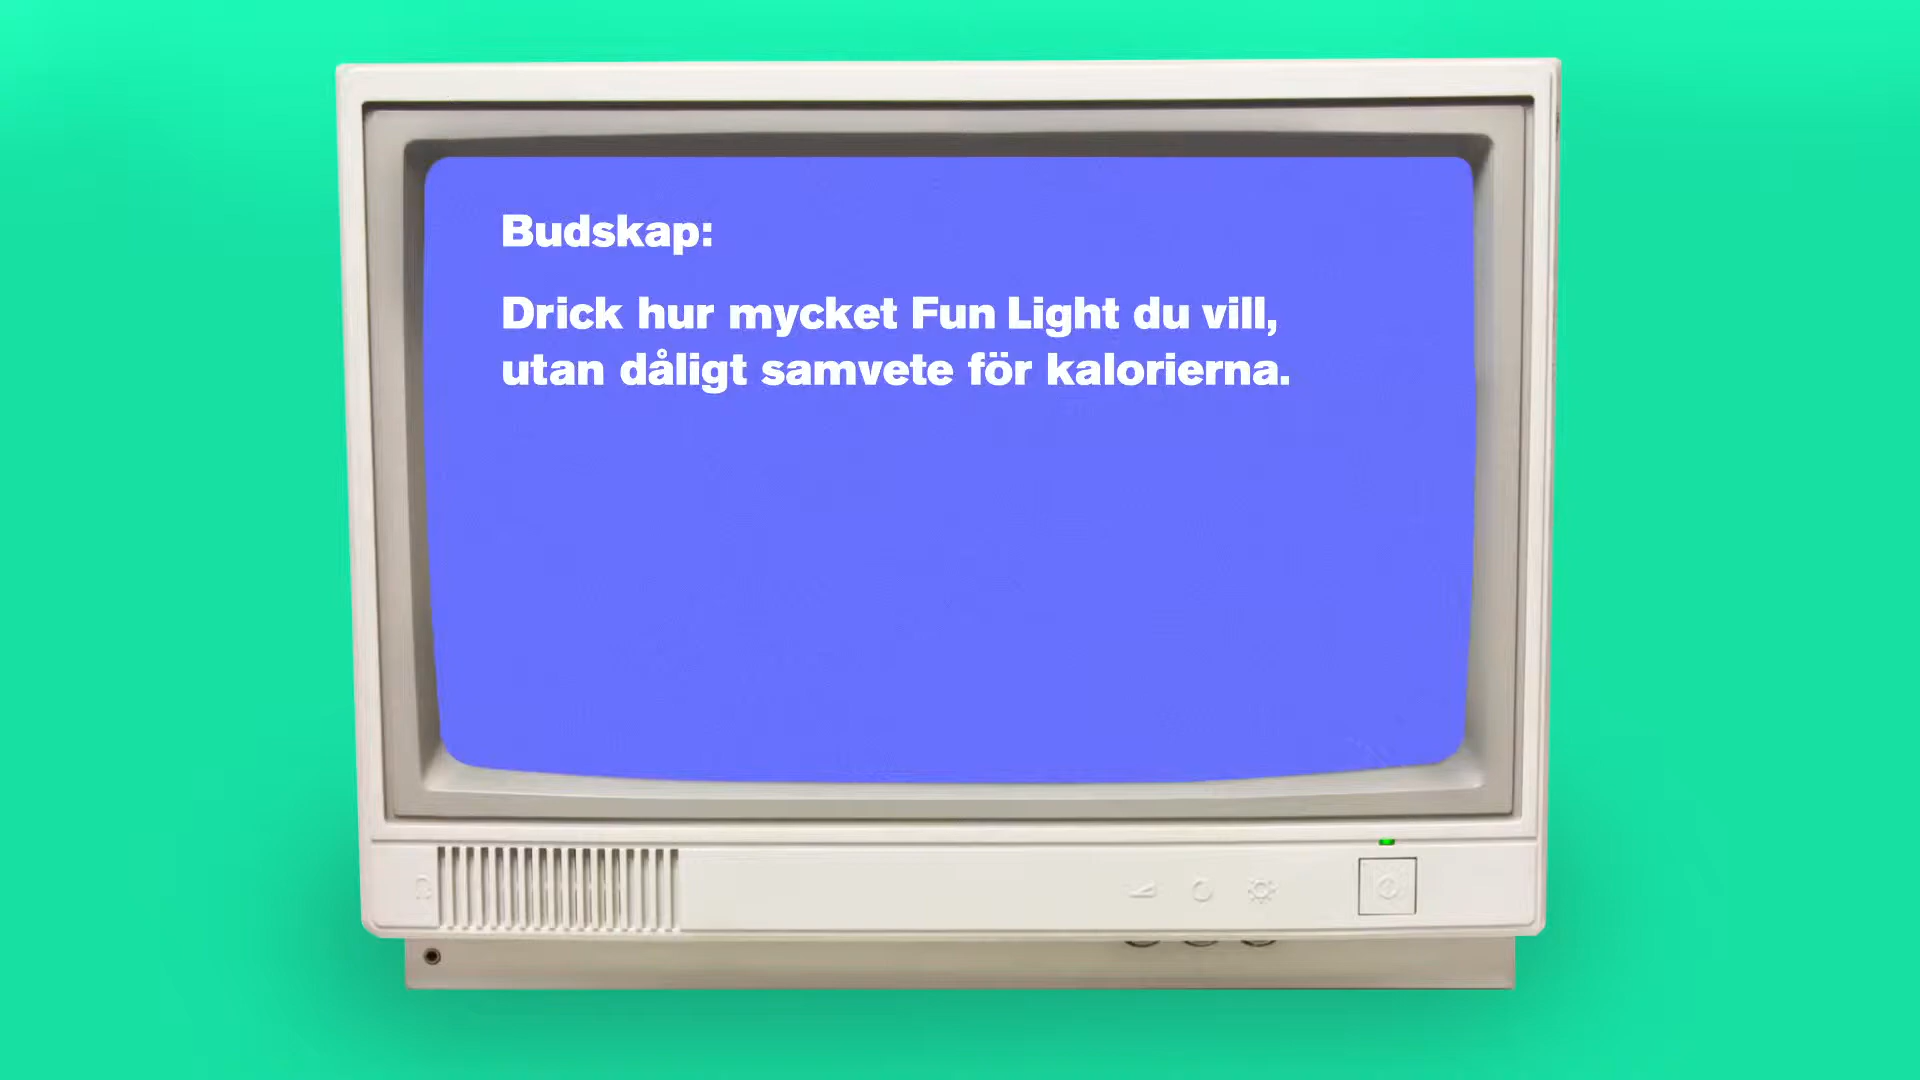 Budskap:
Drick hur mycket Fun Light du vill,
utan dåligt samvete för kalorierna.